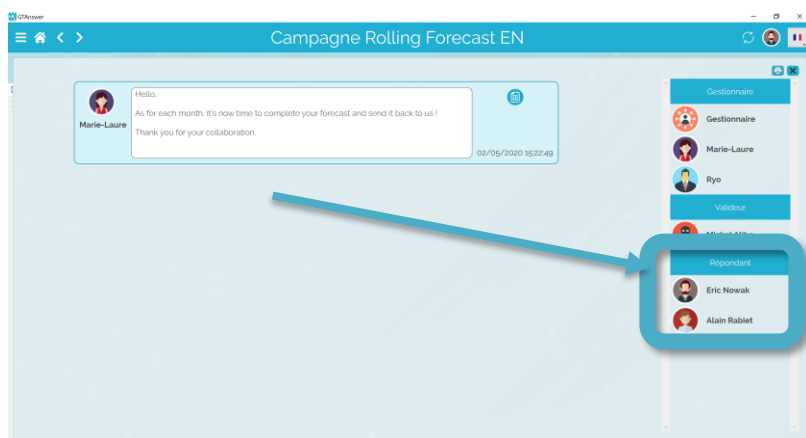 GTAnswer
Campagne Rolling Forecast EN
Hello,
As for each month, it's now time to complete your forecast and send it back to us !
Thank you for your collaboration.
Marie-Laure
02/05/2020 15:22:49
Gestionnaire
Gestionnaire
Marie-Laure
Ryo
Valideur
Répondant
Eric Nowak
Alain Rabiet